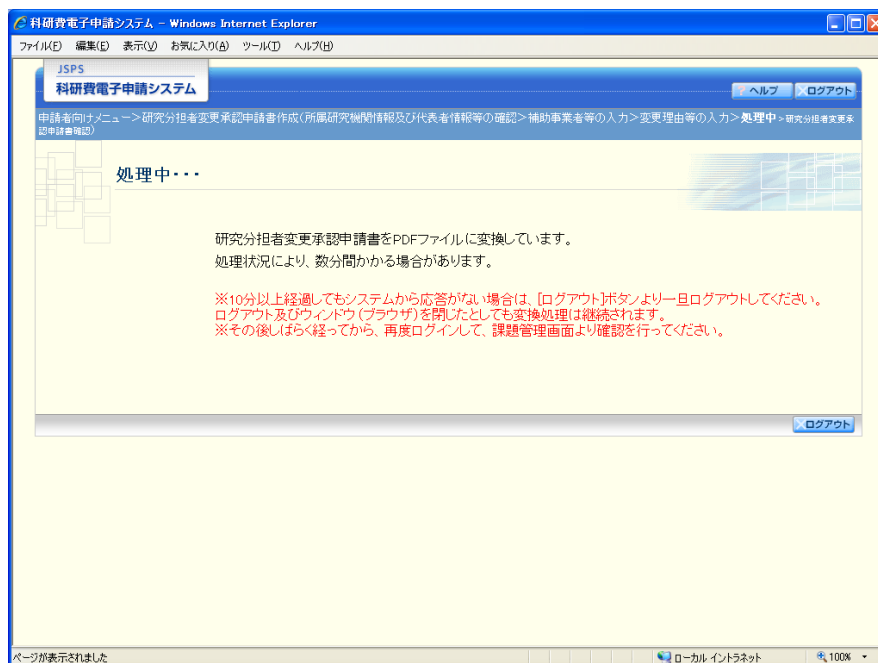 科研費電子申請システム - Windows Internet Explorer
ファイル(F) 編集(E) 表示(V) お気に入り(A) ツール(T) ヘルプ(H)
JSPS
科研費電子申請システム
? ヘルプ ログアウト
申請者向けメニュー>研究分担者変更承認申請書作成(所属研究機関情報及び代表者情報等の確認>補助事業者等の入力>変更理由等の入力>処理中>研究分担者変更承
認申請書確認)
処理中・・・
研究分担者変更承認申請書をPDFファイルに変換しています。
処理状況により、数分間かかる場合があります。
※10分以上経過してもシステムから応答がない場合は、[ログアウト]ボタンより一旦ログアウトしてください。
ログアウト及びウィンドウ(ブラウザ)を閉じたとしても変換処理は継続されます。
※その後しばらく経ってから、再度ログインして、課題管理画面より確認を行ってください。
ログアウト
ページが表示されました ローカル イントラネット 100%